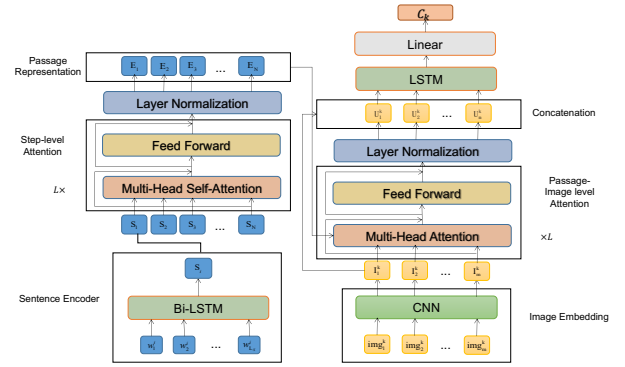 C_k
Linear
LSTM
Passage
Representation
E_1 E_2 E_3 ... E_N
Layer Normalization
Step-level
Attention
Feed Forward
L×
Multi-Head Self-Attention
S_1 S_2 S_3 ... S_N
S_i
Sentence Encoder
Bi-LSTM
w_1^i w_2^i ...
U_1^k U_2^k ... U_m^k
Concatenation
Layer Normalization
Passage-
Image level
Attention
Feed Forward
Multi-Head Attention
×L
I_1^k I_2^k ... I_m^k
CNN
Image Embedding
img_1^k img_2^k ... img_m^k